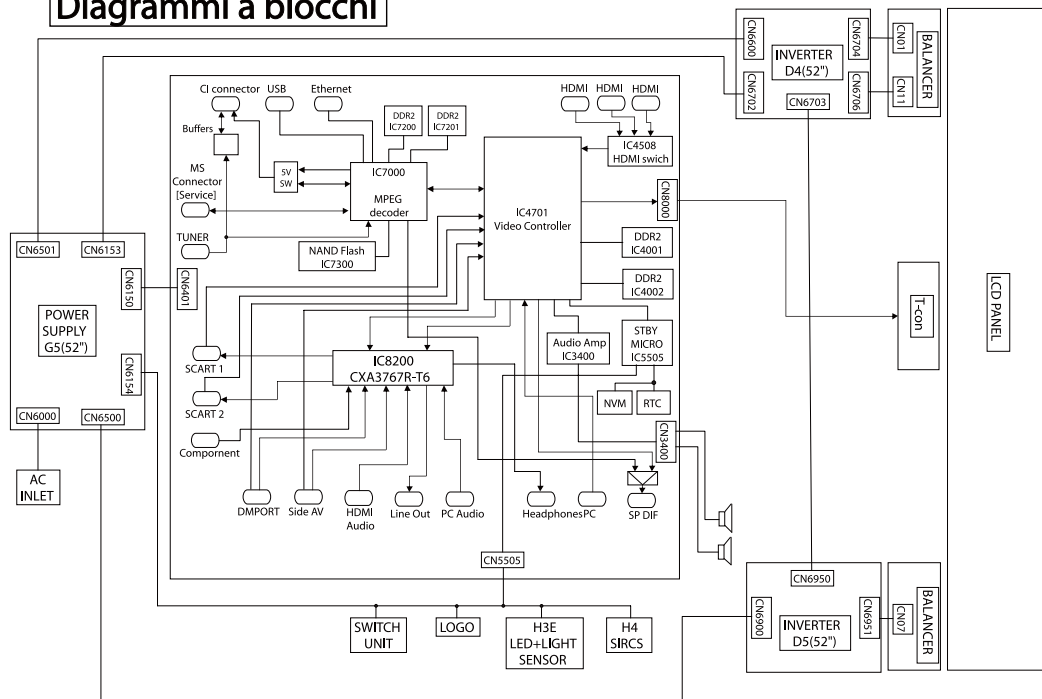 Diagrammi a blocchi
CN6600
CN6704
CN01
BALANCER
INVERTER
D4(52")
CN6702
CN6706
CN11
CN6703
CI connector
USB
Ethernet
HDMI
HDMI
HDMI
Buffers
DDR2
IC7200
DDR2
IC7201
IC4508
HDMI swich
MS
Connector
[Service]
5V
SW
IC7000
MPEG
decoder
IC4701
Video Controller
CN8000
TUNER
NAND Flash
IC7300
DDR2
IC4001
DDR2
IC4002
CN6501
CN6153
CN6150
CN6401
POWER
SUPPLY
G5(52")
CN6154
CN6000
CN6500
AC
INLET
T-con
LCD PANEL
SCART 1
SCART 2
Compornent
IC8200
CXA3767R-T6
Audio Amp
IC3400
STBY
MICRO
IC5505
NVM
RTC
CN3400
DMPORT
Side AV
HDMI
Audio
Line Out
PC Audio
Headphones
PC
SP DIF
CN5505
SWITCH
UNIT
LOGO
H3E
LED+LIGHT
SENSOR
H4
SIRCS
CN6950
CN6900
INVERTER
D5(52")
CN6951
CN07
BALANCER